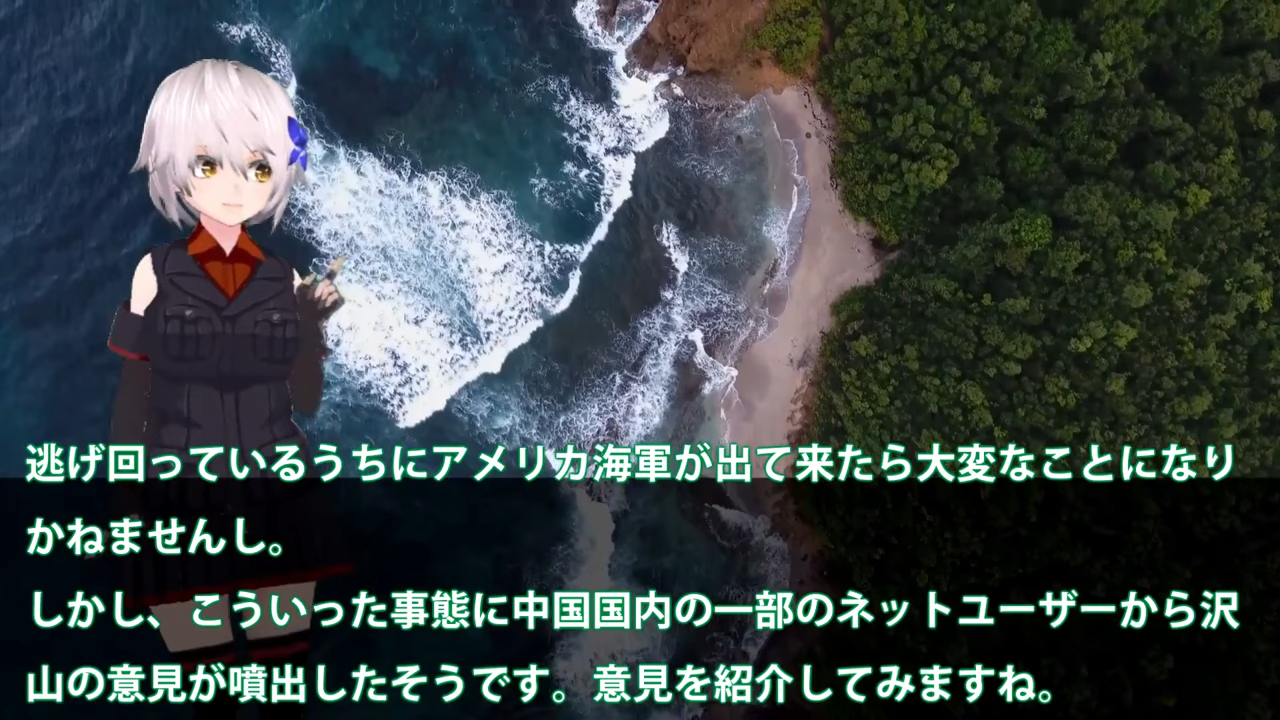 逃げ回っているうちにアメリカ海軍が出て来たら大変なことになり
かねませんし。
しかし、こういった事態に中国国内の一部のネットユーザーから沢
山の意見が噴出したそうです。意見を紹介してみますね。